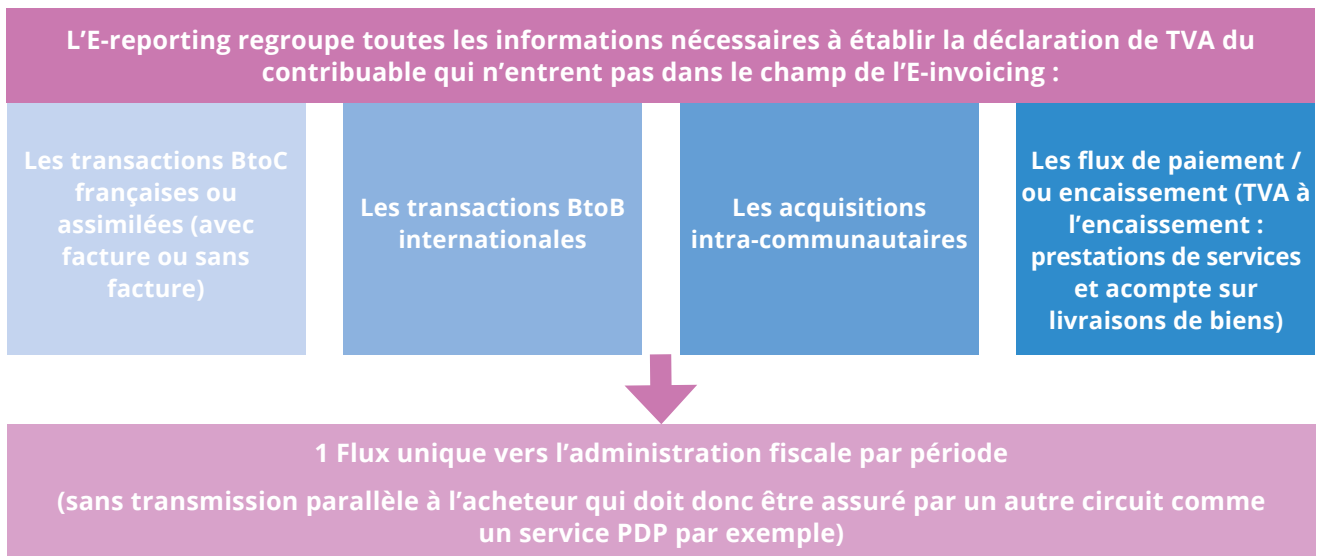 L’E-reporting regroupe toutes les informations nécessaires à établir la déclaration de TVA du
contribuable qui n’entrent pas dans le champ de l’E-invoicing :
Les transactions BtoC
françaises ou
assimilées (avec
facture ou sans
facture)
Les transactions BtoB
internationales
Les acquisitions
intra-communautaires
Les flux de paiement /
ou encaissement (TVA à
l’encaissement :
prestations de services
et acompte sur
livraisons de biens)
1 Flux unique vers l’administration fiscale par période
(sans transmission parallèle à l’acheteur qui doit donc être assuré par un autre circuit comme
un service PDP par exemple)